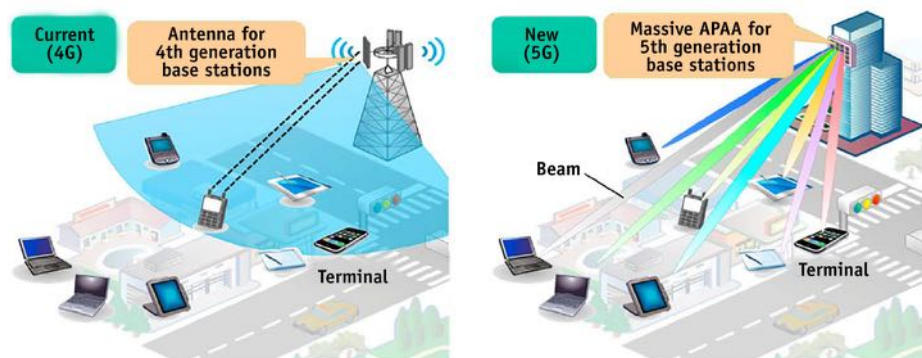 Current
(4G)
Antenna for
4th generation
base stations
Terminal
New
(5G)
Massive APAA for
5th generation
base stations
Beam
Terminal